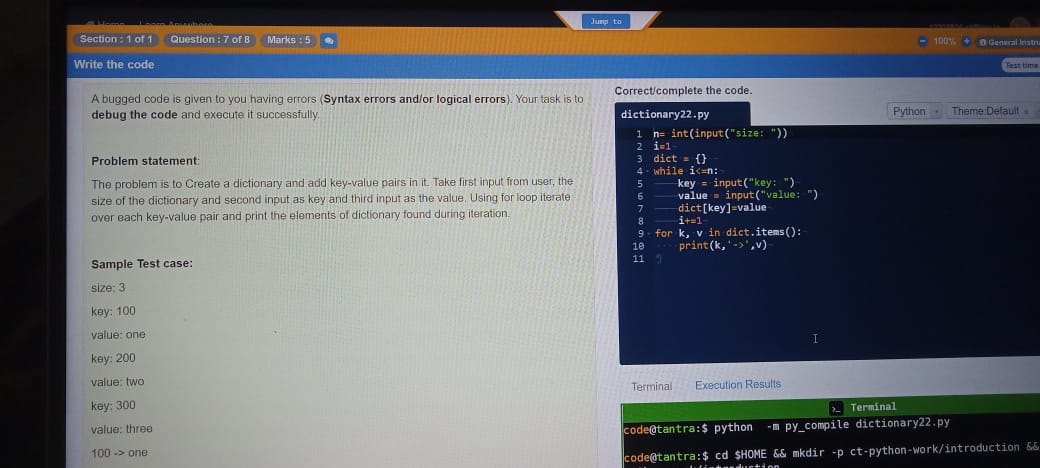 Home Learn Anywhere
Jump to
Section : 1 of 1 Question : 7 of 8 Marks : 5
100% General Instru
Write the code
Test time
A bugged code is given to you having errors (Syntax errors and/or logical errors). Your task is to
debug the code and execute it successfully.
Problem statement:
The problem is to Create a dictionary and add key-value pairs in it. Take first input from user, the
size of the dictionary and second input as key and third input as the value. Using for loop iterate
over each key-value pair and print the elements of dictionary found during iteration.
Sample Test case:
size: 3
key: 100
value: one
key: 200
value: two
key: 300
value: three
100 -> one
Correct/complete the code.
dictionary22.py
Python Theme:Default
1 n= int(input("size: "))
2 i=1
3 dict = {}
4 while i<=n:
5 key = input("key: ")
6 value = input("value: ")
7 dict[key]=value
8 i+=1
9 for k, v in dict.items():
10 print(k,'->',v)
11
Terminal Execution Results
Terminal
code@tantra:$ python -m py_compile dictionary22.py
code@tantra:$ cd $HOME && mkdir -p ct-python-work/introduction &&